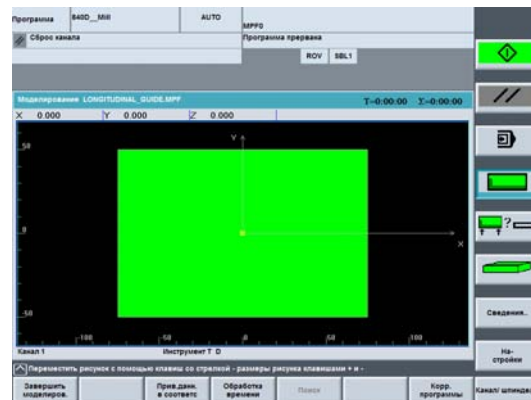 Программа 840D__Mill AUTO MPF0
Сброс канала Программа прервана
ROV SBL1
Моделирование LONGITUDINAL_GUIDE.MPF T=0:00:00 Σ=0:00:00
X 0.000 Y 0.000 Z 0.000
Y
50
0
X
-50
-100 -50 0 50 100
Канал 1 Инструмент T D
Переместить рисунок с помощью клавиш со стрелкой - размеры рисунка клавишами + и -
?
Сведения..
На-
стройки
Завершить моделиров.
Прив.данн. в соответс
Обработка времени
Поиск
Корр. программы
Канал/ шпиндел